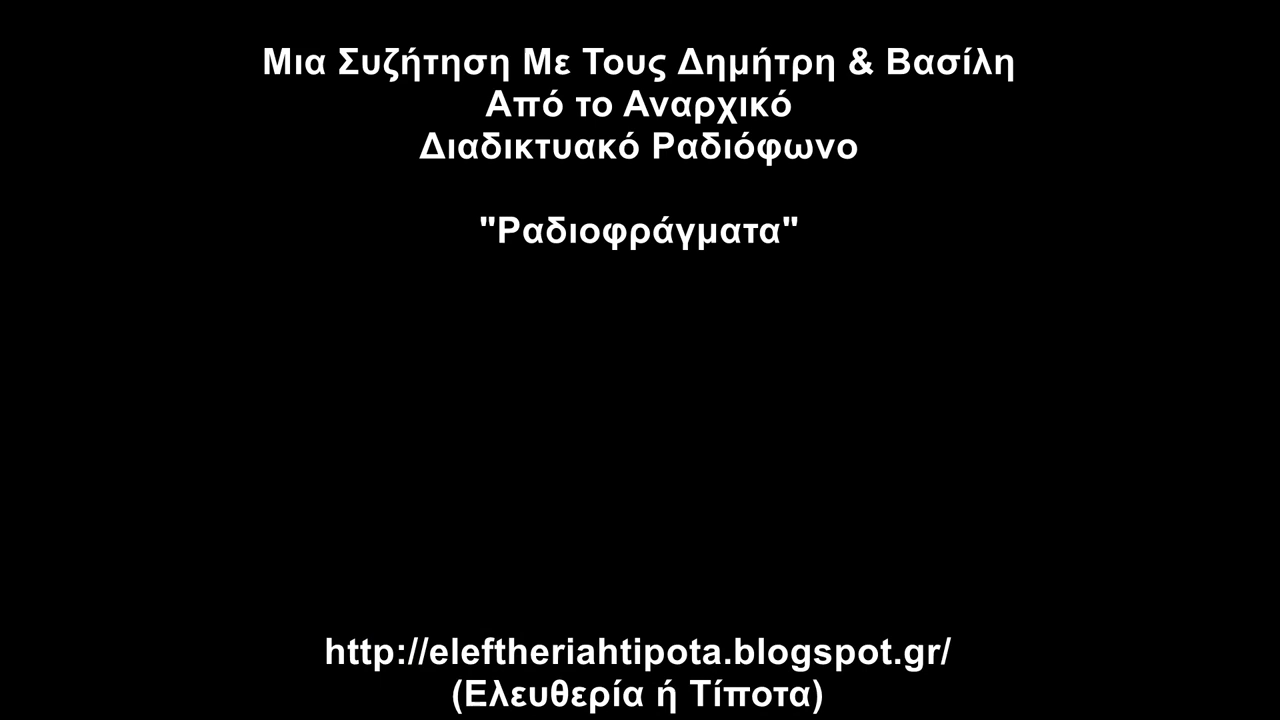 Μια Συζήτηση Με Τους Δημήτρη & Βασίλη
Από το Αναρχικό
Διαδικτυακό Ραδιόφωνο
"Ραδιοφράγματα"
http://eleftheriahtipota.blogspot.gr/
(Ελευθερία ή Τίποτα)